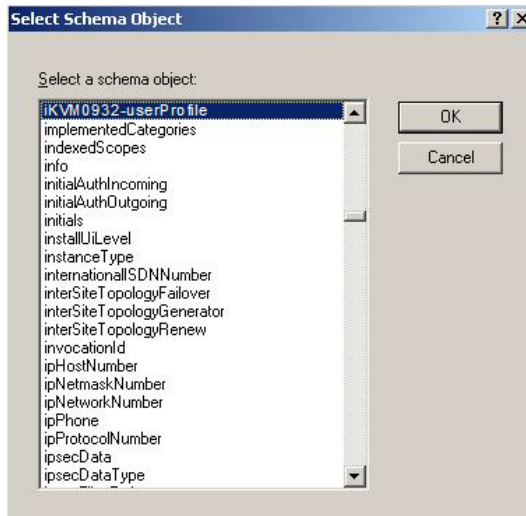 Select Schema Object
Select a schema object:
iKVM0932-userProfile
implementedCategories
indexedScopes
info
initialAuthIncoming
initialAuthOutgoing
initials
installUiLevel
instanceType
internationalISDNNumber
interSiteTopologyFailover
interSiteTopologyGenerator
interSiteTopologyRenew
invocationId
ipHostNumber
ipNetmaskNumber
ipNetworkNumber
ipPhone
ipProtocolNumber
ipsecData
ipsecDataType
OK
Cancel